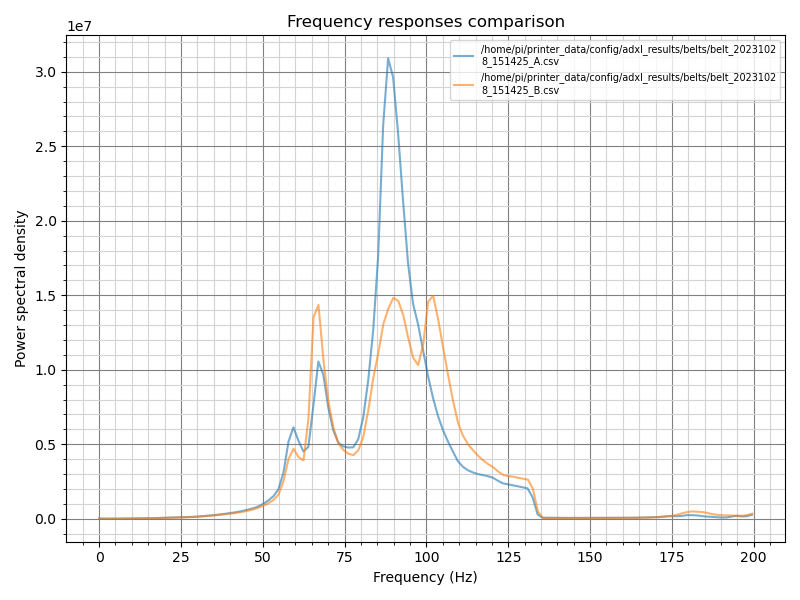 Frequency responses comparison
1e7
/home/pi/printer_data/config/adxl_results/belts/belt_2023102
8_151425_A.csv
/home/pi/printer_data/config/adxl_results/belts/belt_2023102
8_151425_B.csv
3.0
2.5
2.0
1.5
1.0
0.5
0.0
Power spectral density
0 25 50 75 100 125 150 175 200
Frequency (Hz)